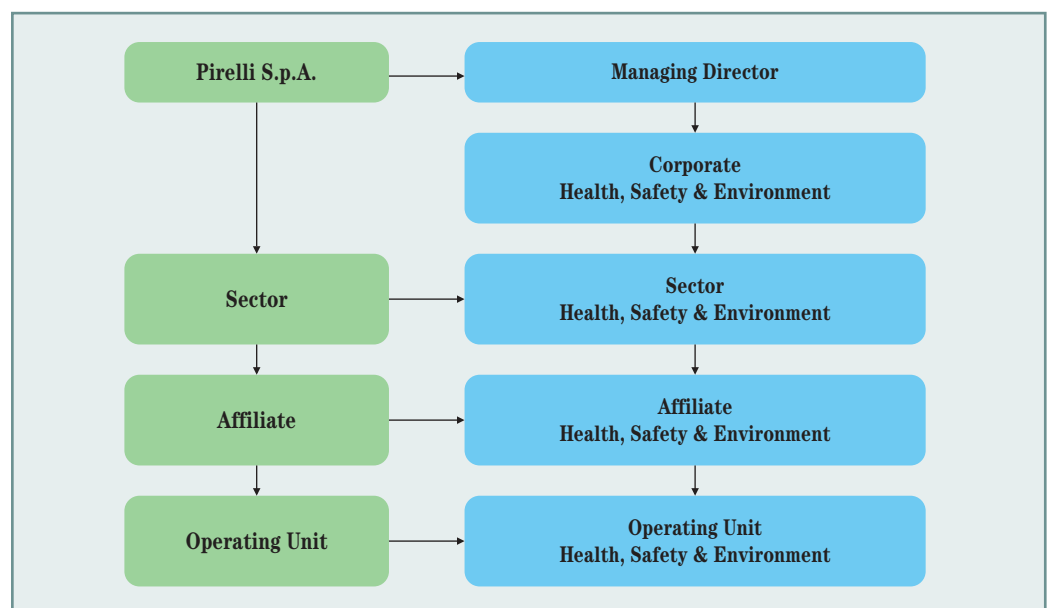 Pirelli S.p.A.
Managing Director
Corporate
Health, Safety & Environment
Sector
Sector
Health, Safety & Environment
Affiliate
Affiliate
Health, Safety & Environment
Operating Unit
Operating Unit
Health, Safety & Environment